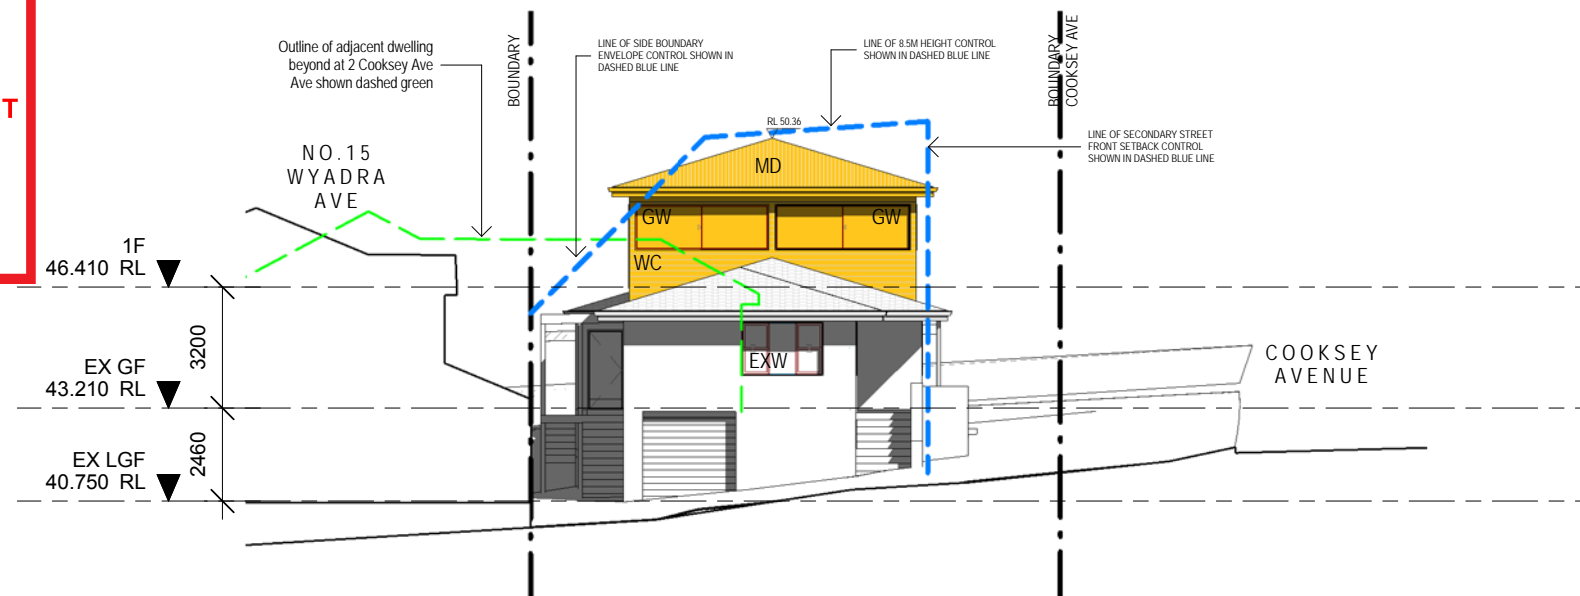 T
Outline of adjacent dwelling
beyond at 2 Cooksey Ave
Ave shown dashed green
BOUNDARY
LINE OF SIDE BOUNDARY
ENVELOPE CONTROL SHOWN IN
DASHED BLUE LINE
LINE OF 8.5M HEIGHT CONTROL
SHOWN IN DASHED BLUE LINE
BOUNDARY
COOKSEY AVE
RL 50.36
LINE OF SECONDARY STREET
FRONT SETBACK CONTROL
SHOWN IN DASHED BLUE LINE
NO.15
WYADRA
AVE
MD
GW
GW
WC
1F
46.410 RL
3200
EXW
COOKSEY
AVENUE
EX GF
43.210 RL
2460
EX LGF
40.750 RL